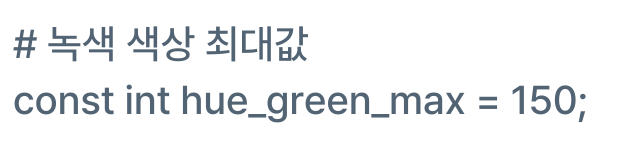 # 녹색 색상 최대값
const int hue_green_max = 150;